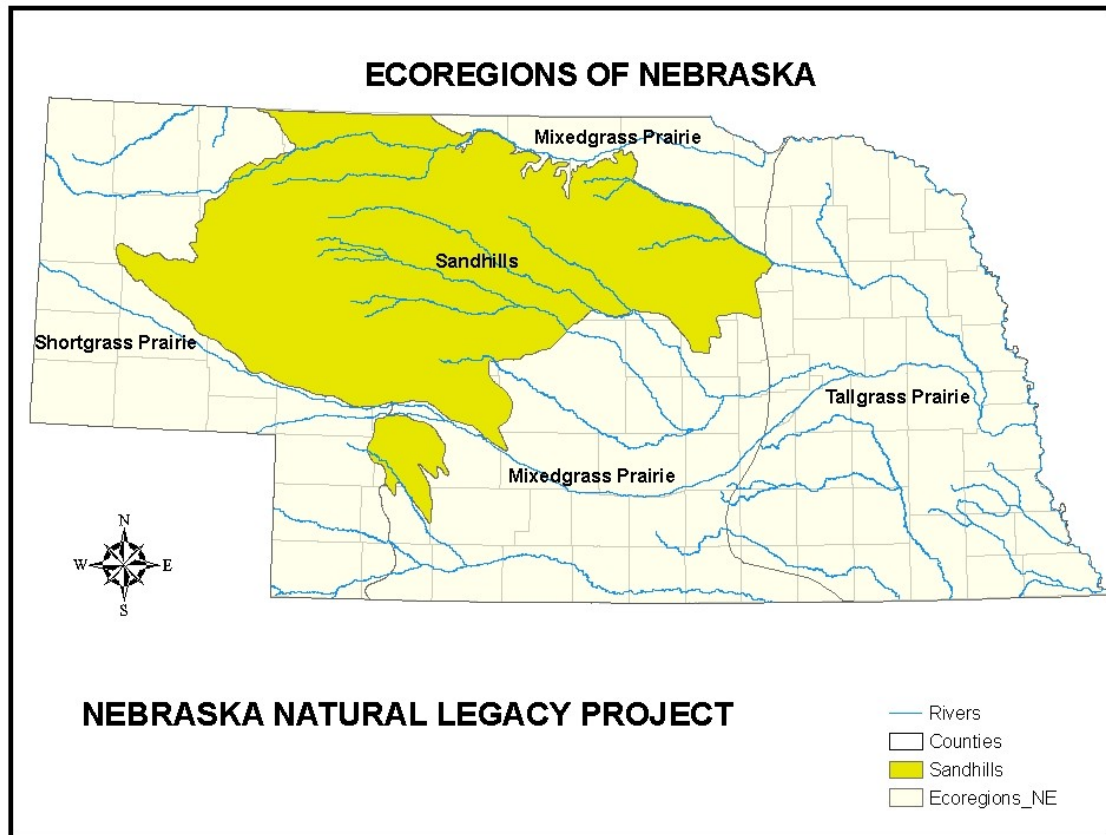 ECOREGIONS OF NEBRASKA
Mixedgrass Prairie
Sandhills
Shortgrass Prairie
Tallgrass Prairie
Mixedgrass Prairie
N
W E
S
NEBRASKA NATURAL LEGACY PROJECT
Rivers
Counties
Sandhills
Ecoregions_NE